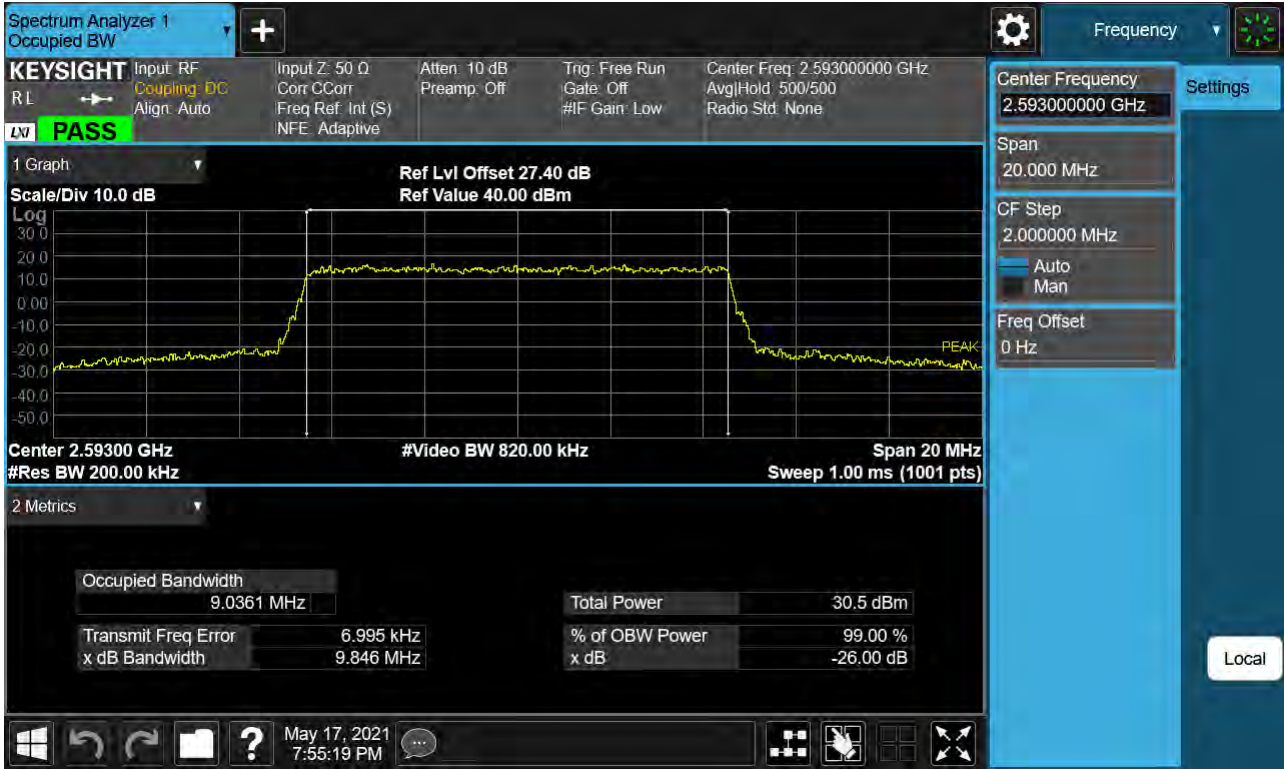 Spectrum Analyzer 1
Occupied BW
Frequency
KEYSIGHT
RL
LXI PASS
Input: RF
Coupling: DC
Align: Auto
Input Z: 50 Ω
Corr CCorr
Freq Ref: Int (S)
NFE: Adaptive
Atten: 10 dB
Preamp: Off
Trig: Free Run
Gate: Off
#IF Gain: Low
Center Freq: 2.593000000 GHz
Avg|Hold: 500/500
Radio Std: None
Center Frequency
2.593000000 GHz
Settings
Span
20.000 MHz
CF Step
2.000000 MHz
Auto
Man
Freq Offset
0 Hz
1 Graph
Scale/Div 10.0 dB
Ref Lvl Offset 27.40 dB
Ref Value 40.00 dBm
Log
30.0
20.0
10.0
0.00
-10.0
-20.0
-30.0
-40.0
-50.0
PEAK
Center 2.59300 GHz
#Res BW 200.00 kHz
#Video BW 820.00 kHz
Span 20 MHz
Sweep 1.00 ms (1001 pts)
2 Metrics
Occupied Bandwidth
9.0361 MHz
Total Power 30.5 dBm
Transmit Freq Error 6.995 kHz
% of OBW Power 99.00 %
x dB Bandwidth 9.846 MHz
x dB -26.00 dB
Local
?
May 17, 2021
7:55:19 PM